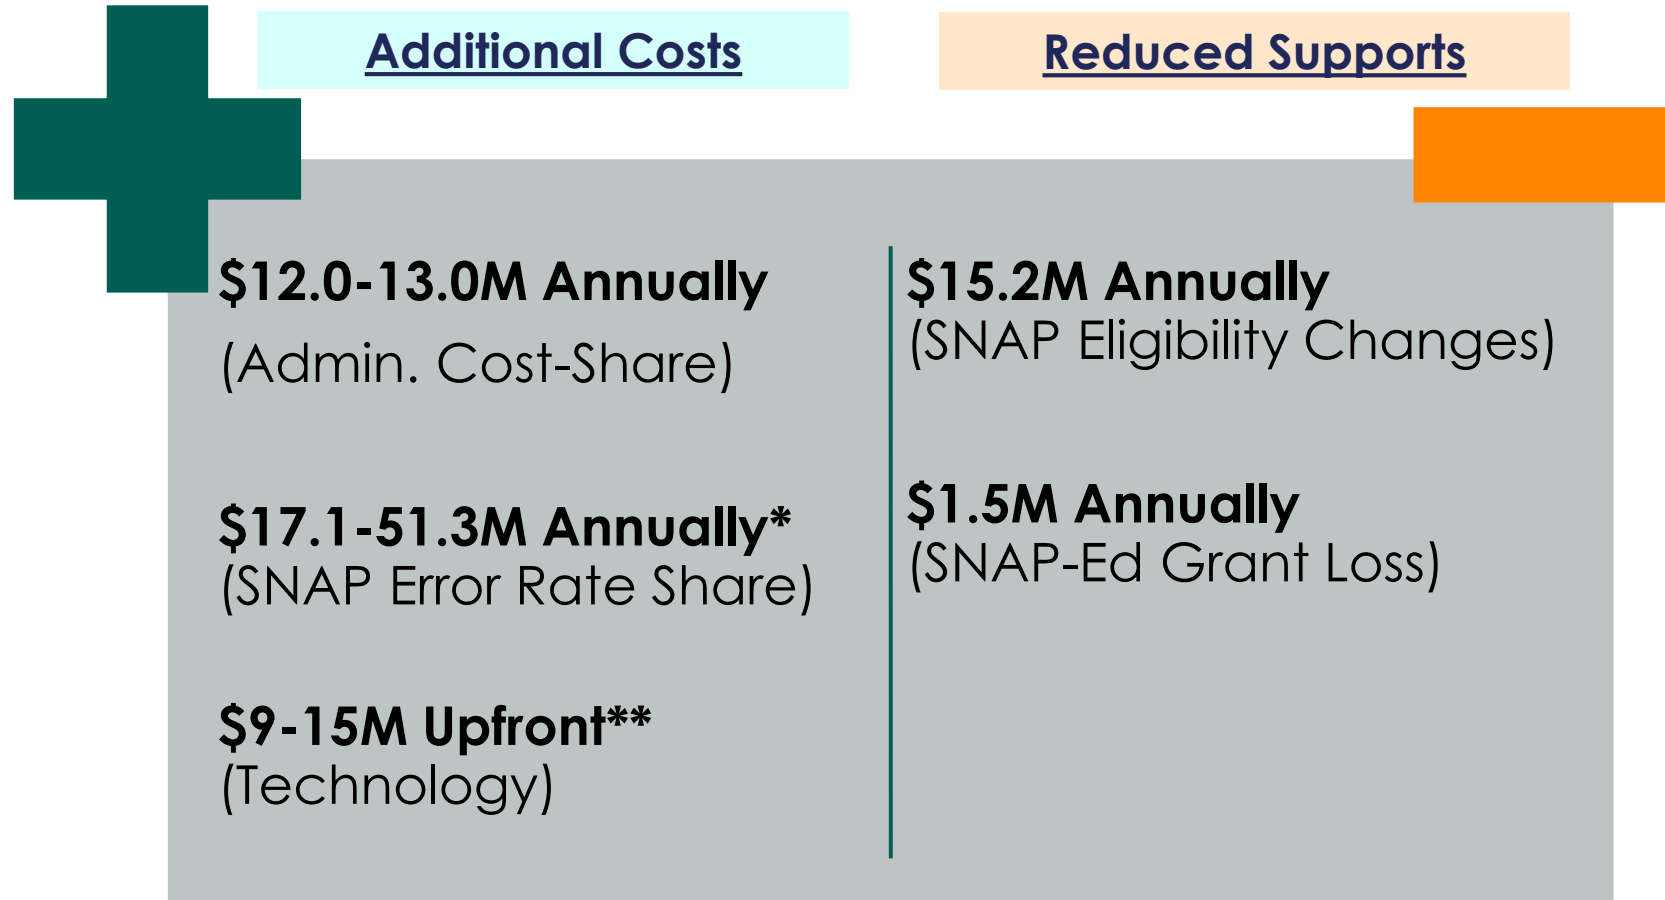 Additional Costs
Reduced Supports
$12.0-13.0M Annually
(Admin. Cost-Share)
$17.1-51.3M Annually*
(SNAP Error Rate Share)
$9-15M Upfront**
(Technology)
$15.2M Annually
(SNAP Eligibility Changes)
$1.5M Annually
(SNAP-Ed Grant Loss)